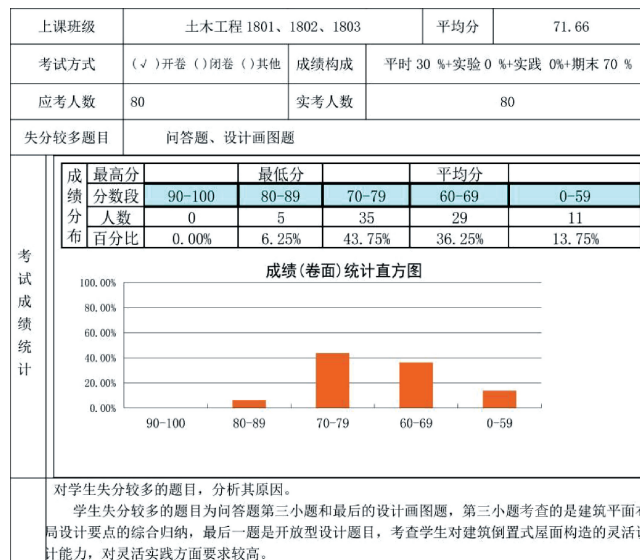 上课班级 土木工程 1801、1802、1803 平均分 71.66
考试方式 (√)开卷 ()闭卷 ()其他 成绩构成 平时 30 %+实验 0 %+实践 0%+期末 70 %
应考人数 80 实考人数 80
失分较多题目 问答题、设计画图题
考试成绩统计
成绩分布
最高分 最低分 平均分
分数段 90-100 80-89 70-79 60-69 0-59
人数 0 5 35 29 11
百分比 0.00% 6.25% 43.75% 36.25% 13.75%
成绩(卷面)统计直方图
100.00%
80.00%
60.00%
40.00%
20.00%
0.00%
90-100 80-89 70-79 60-69 0-59
对学生失分较多的题目，分析其原因。
学生失分较多的题目为问答题第三小题和最后的设计画图题，第三小题考查的是建筑平面布
局设计要点的综合归纳，最后一题是开放型设计题目，考查学生对建筑倒置式屋面构造的灵活设
计能力，对灵活实践方面要求较高。